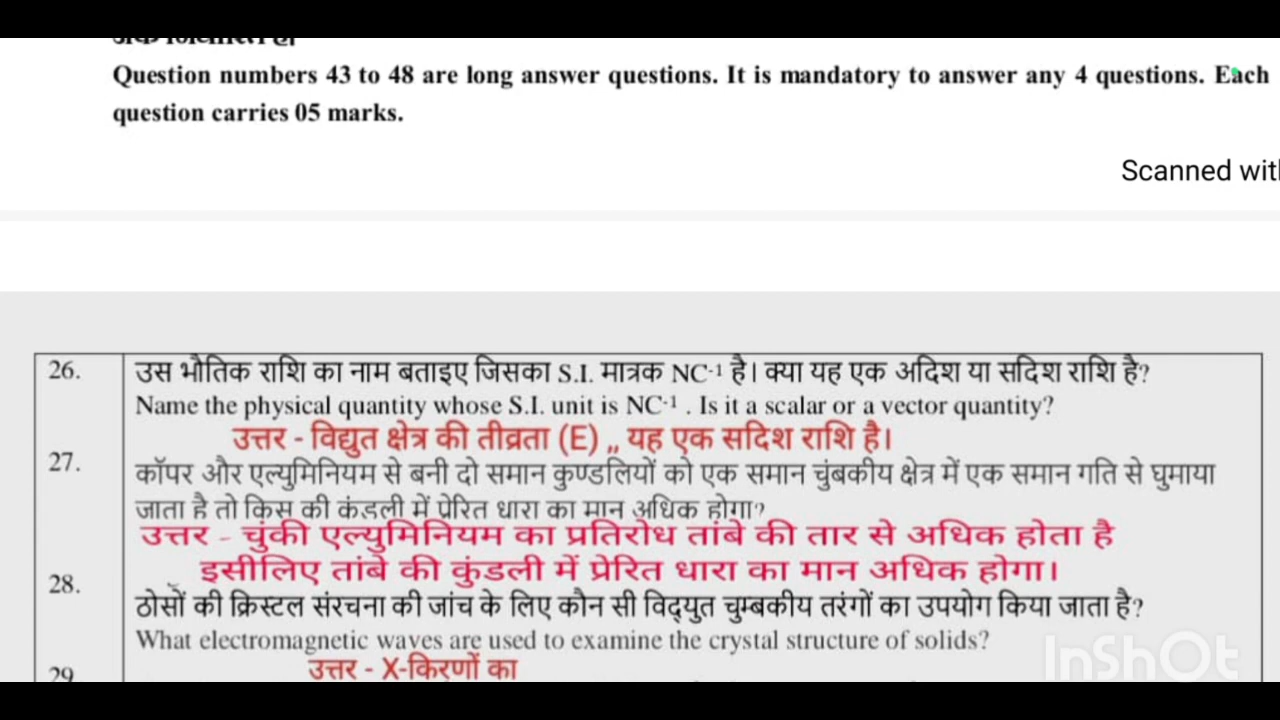 Question numbers 43 to 48 are long answer questions. It is mandatory to answer any 4 questions. Each
question carries 05 marks.
Scanned with
26. उस भौतिक राशि का नाम बताइए जिसका S.I. मात्रक NC-1 है। क्या यह एक अदिश या सदिश राशि है?
Name the physical quantity whose S.I. unit is NC-1 . Is it a scalar or a vector quantity?
उत्तर - विद्युत क्षेत्र की तीव्रता (E) ,, यह एक सदिश राशि है।
27. कॉपर और एल्युमिनियम से बनी दो समान कुण्डलियों को एक समान चुंबकीय क्षेत्र में एक समान गति से घुमाया
जाता है तो किस की कुंडली में प्रेरित धारा का मान अधिक होगा?
उत्तर - चुंकी एल्युमिनियम का प्रतिरोध तांबे की तार से अधिक होता है
इसीलिए तांबे की कुंडली में प्रेरित धारा का मान अधिक होगा।
28. ठोसों की क्रिस्टल संरचना की जांच के लिए कौन सी विद्युत चुम्बकीय तरंगों का उपयोग किया जाता है?
What electromagnetic waves are used to examine the crystal structure of solids?
उत्तर - X-किरणों का
29
InShOt